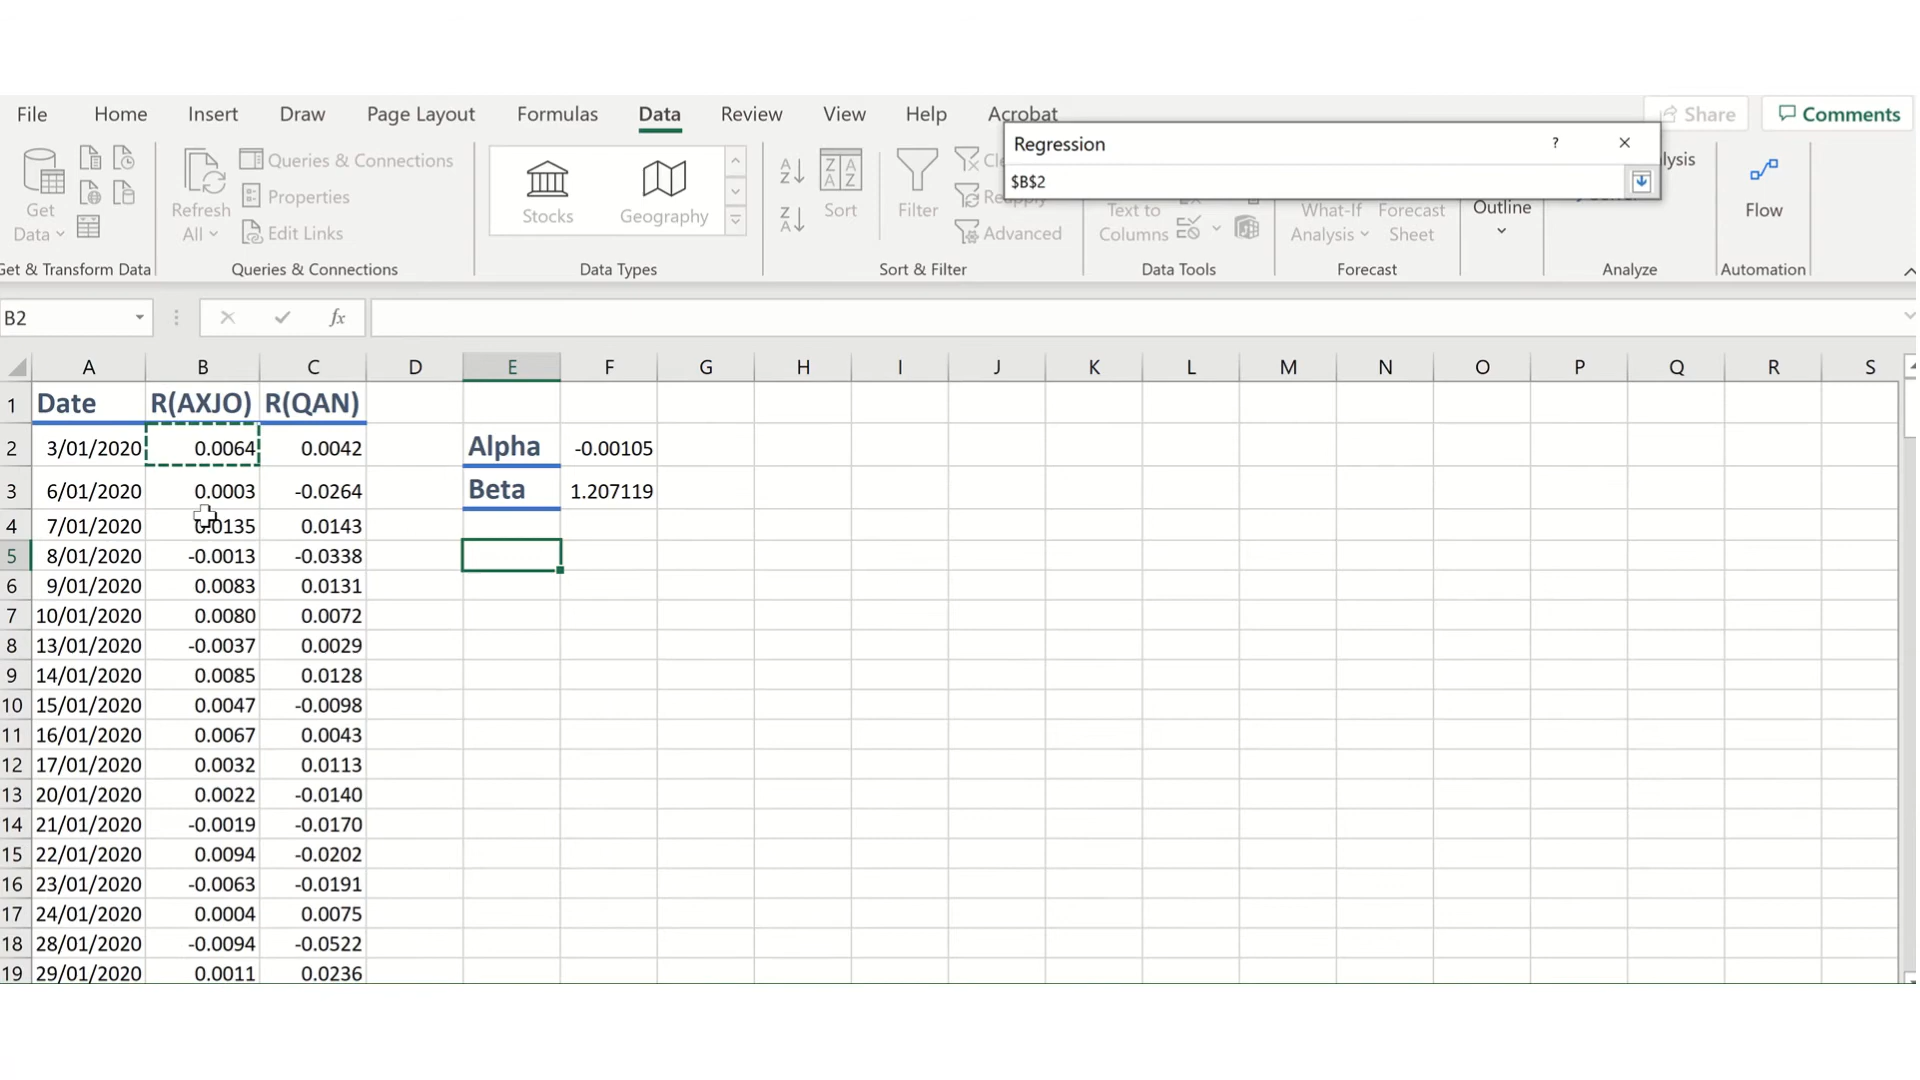 File Home Insert Draw Page Layout Formulas Data Review View Help Acrobat Share Comments
Regression ?
$B$2
Get Data
Refresh All
Queries & Connections
Properties
Edit Links
Stocks
Geography
Sort
Filter
Reapply
Advanced
Text to Columns
What-If Analysis
Forecast Sheet
Outline
Flow
Get & Transform Data Queries & Connections Data Types Sort & Filter Data Tools Forecast Analyze Automation
B2 fx
A B C D E F G H I J K L M N O P Q R S
1 Date R(AXJO) R(QAN)
2 3/01/2020 0.0064 0.0042 Alpha -0.00105
3 6/01/2020 0.0003 -0.0264 Beta 1.207119
4 7/01/2020 0.0135 0.0143
5 8/01/2020 -0.0013 -0.0338
6 9/01/2020 0.0083 0.0131
7 10/01/2020 0.0080 0.0072
8 13/01/2020 -0.0037 0.0029
9 14/01/2020 0.0085 0.0128
10 15/01/2020 0.0047 -0.0098
11 16/01/2020 0.0067 0.0043
12 17/01/2020 0.0032 0.0113
13 20/01/2020 0.0022 -0.0140
14 21/01/2020 -0.0019 -0.0170
15 22/01/2020 0.0094 -0.0202
16 23/01/2020 -0.0063 -0.0191
17 24/01/2020 0.0004 0.0075
18 28/01/2020 -0.0094 -0.0522
19 29/01/2020 0.0011 0.0236